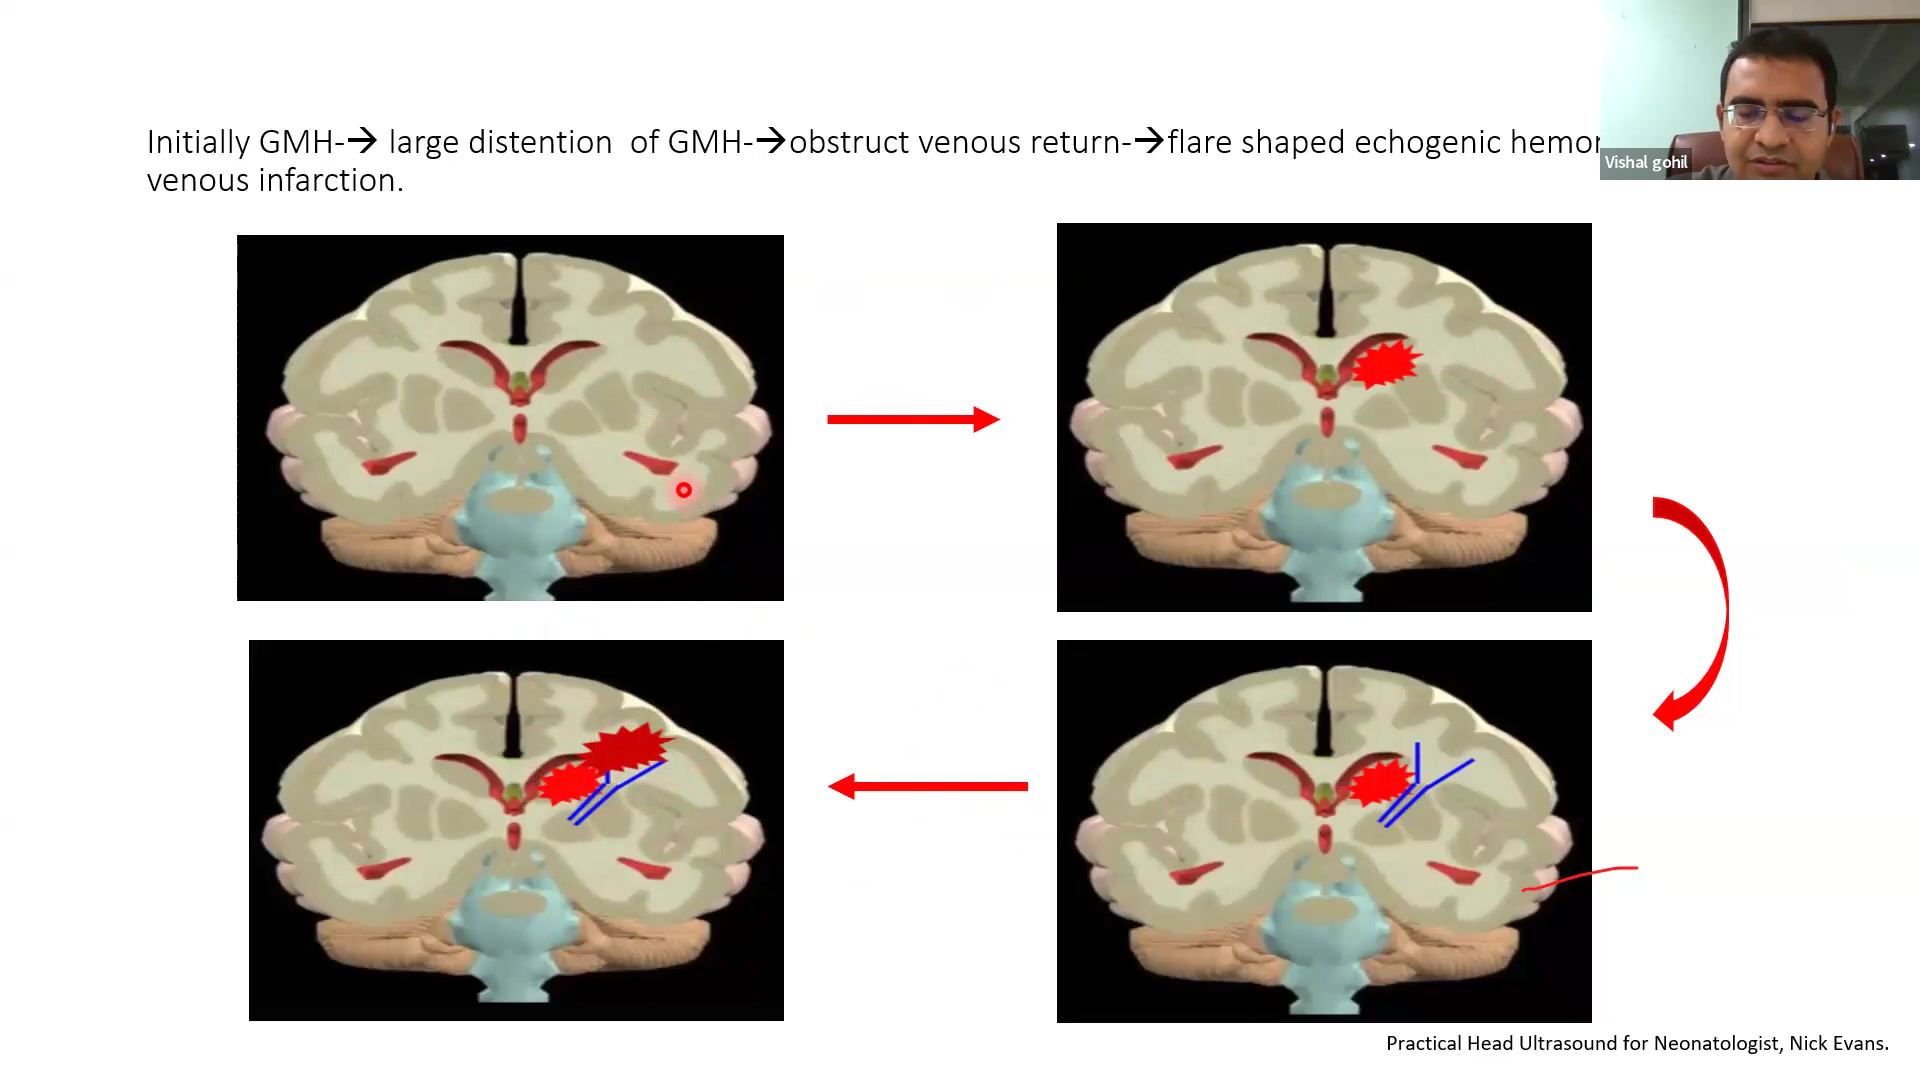 Initially GMH-→ large distention of GMH-→obstruct venous return-→flare shaped echogenic
venous infarction.
Vishal gohil
Practical Head Ultrasound for Neonatologist, Nick Evans.